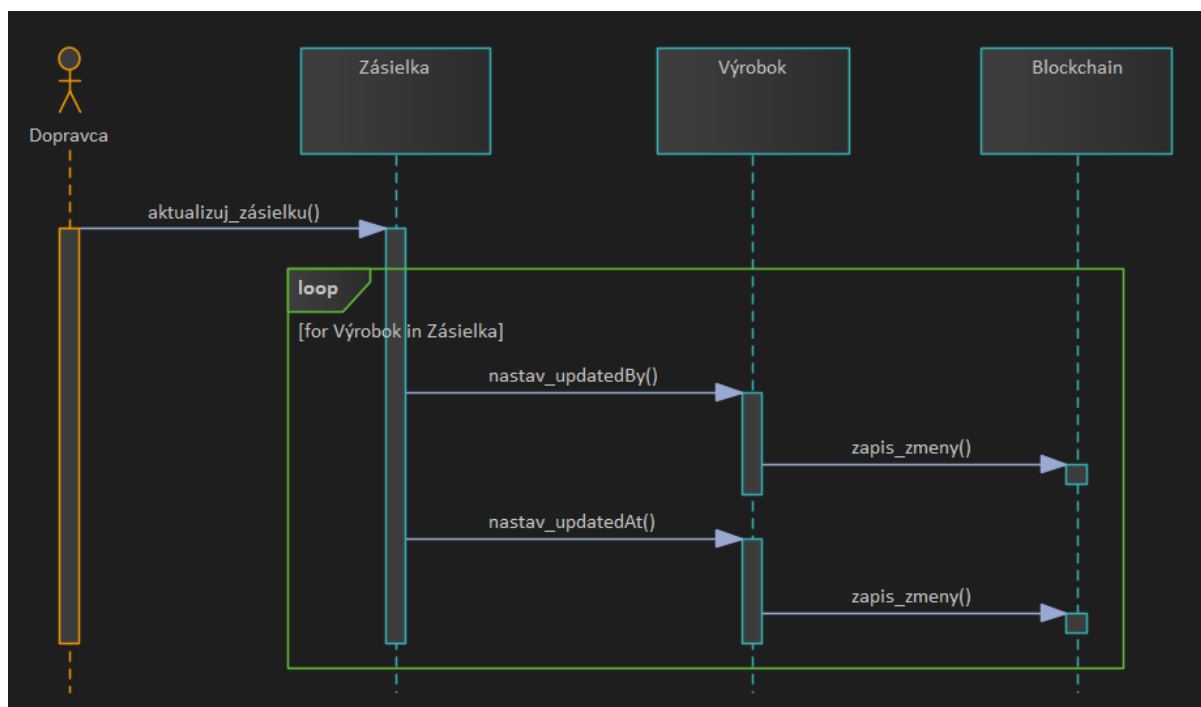 Zásielka
Výrobok
Blockchain
Dopravca
aktualizuj_zásielku()
loop
[for Výrobok in Zásielka]
nastav_updatedBy()
zapis_zmeny()
nastav_updatedAt()
zapis_zmeny()